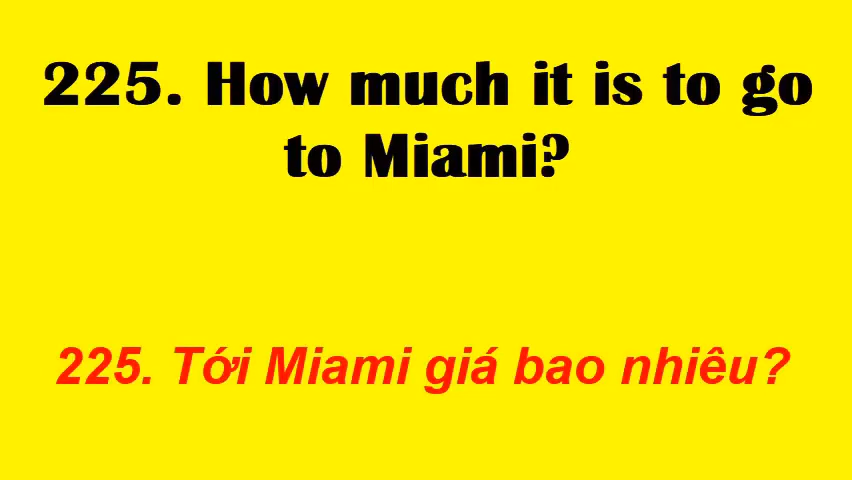 225. How much it is to go
to Miami?
225. Tới Miami giá bao nhiêu?